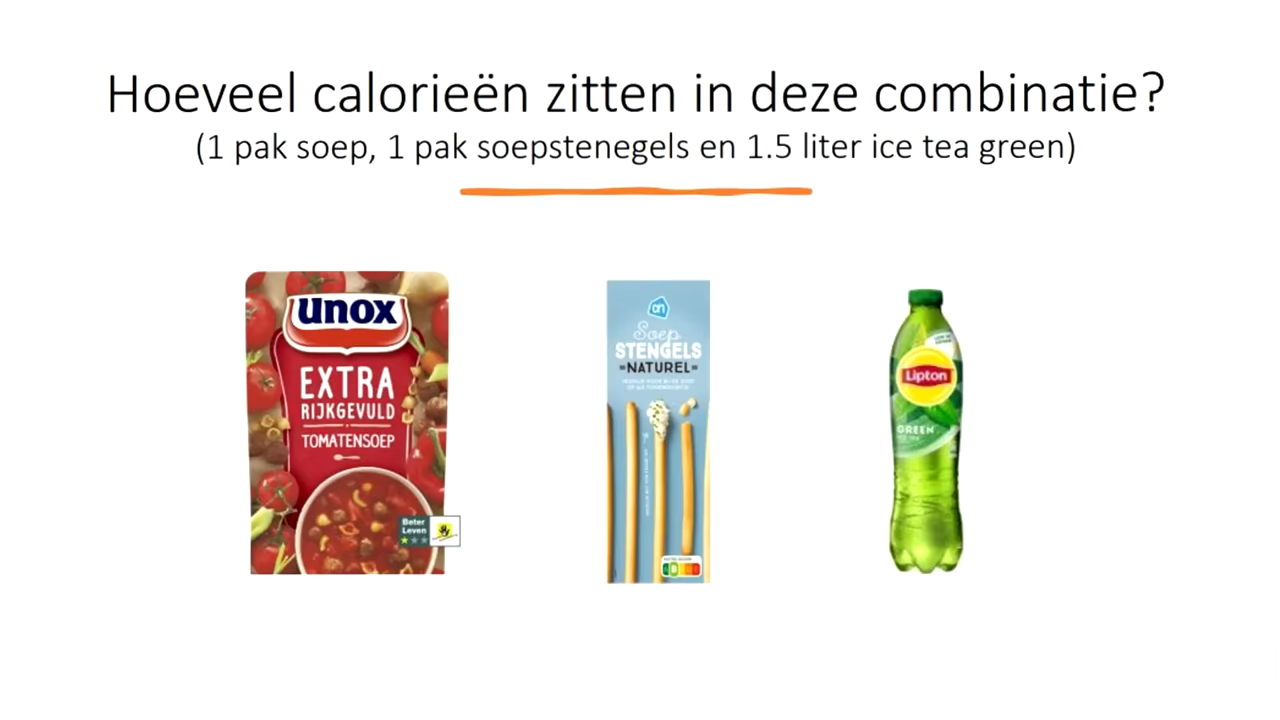 Hoeveel calorieën zitten in deze combinatie?
(1 pak soep, 1 pak soepstenegels en 1.5 liter ice tea green)
unox
EXTRA
RIJKGEVULD
TOMATENSOEP
Beter
Leven
ah
Soep
STENGELS
NATUREL
Lipton
GREEN